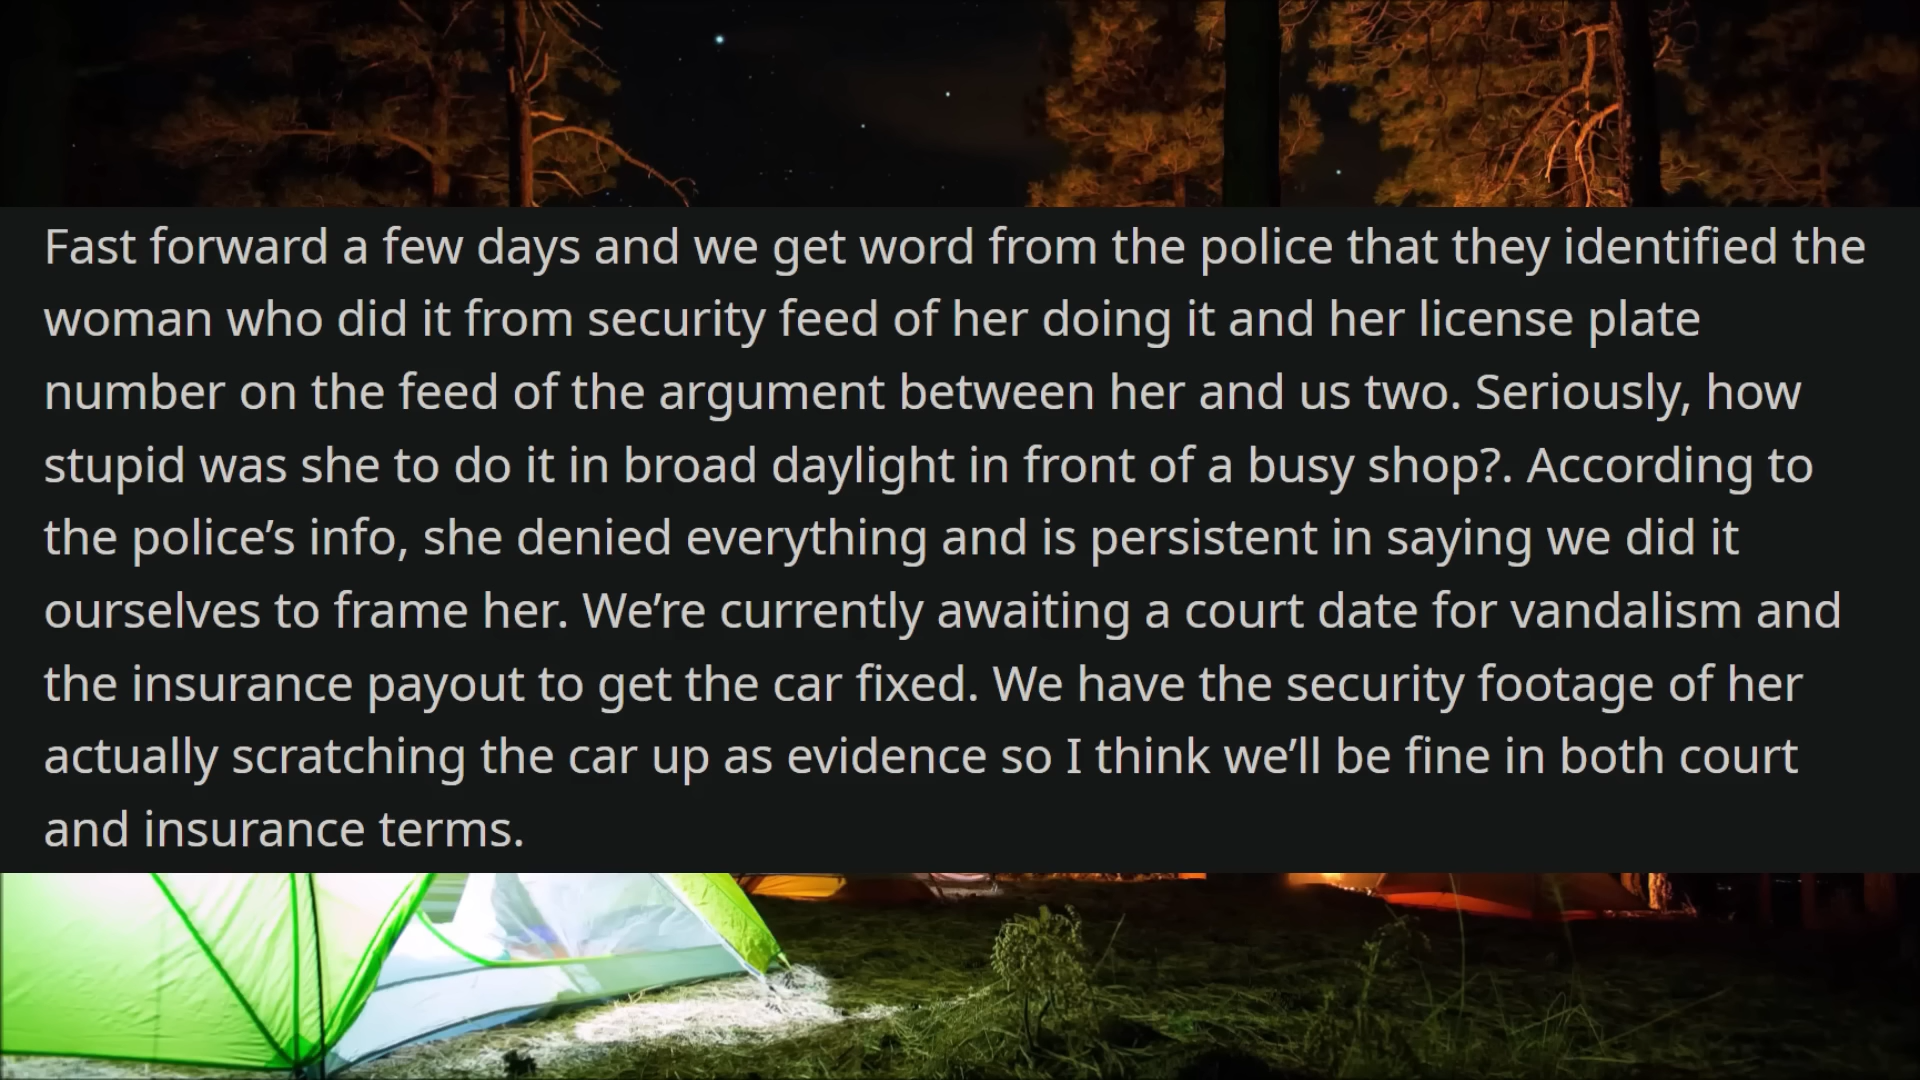 Fast forward a few days and we get word from the police that they identified the
woman who did it from security feed of her doing it and her license plate
number on the feed of the argument between her and us two. Seriously, how
stupid was she to do it in broad daylight in front of a busy shop?. According to
the police’s info, she denied everything and is persistent in saying we did it
ourselves to frame her. We’re currently awaiting a court date for vandalism and
the insurance payout to get the car fixed. We have the security footage of her
actually scratching the car up as evidence so I think we’ll be fine in both court
and insurance terms.